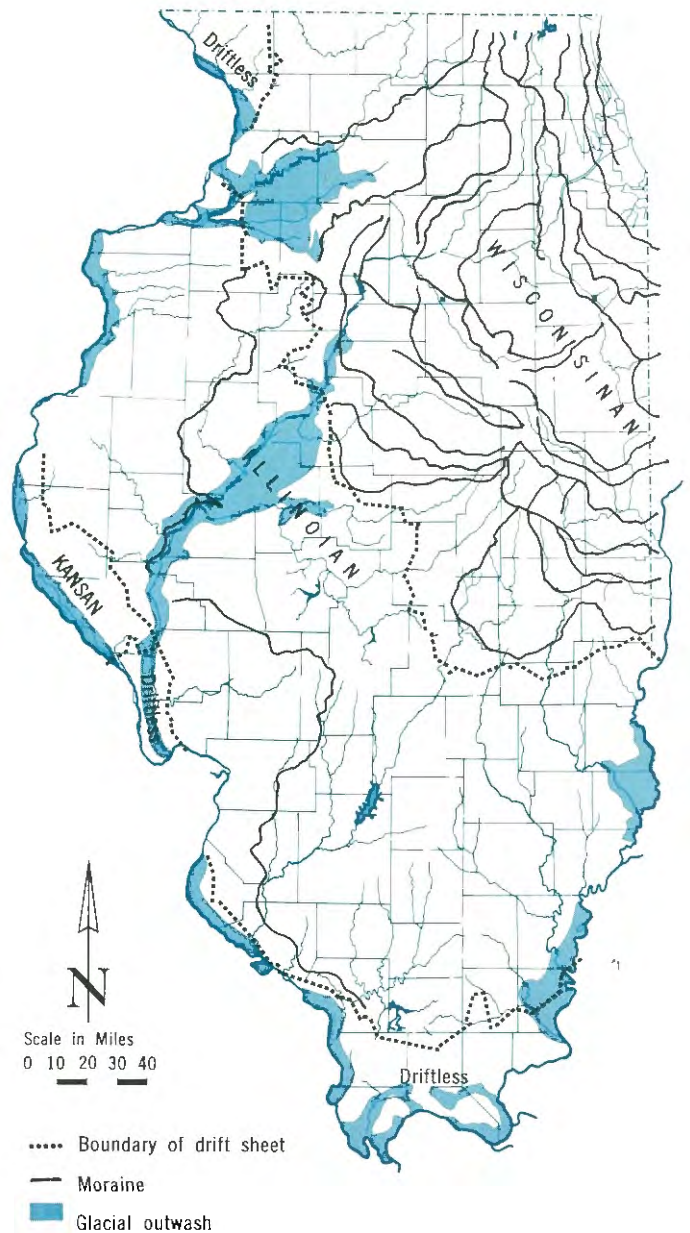 Driftless
WISCONSINAN
ILLINOIAN
KANSAN
N
Scale in Miles
0 10 20 30 40
Driftless
Boundary of drift sheet
Moraine
Glacial outwash